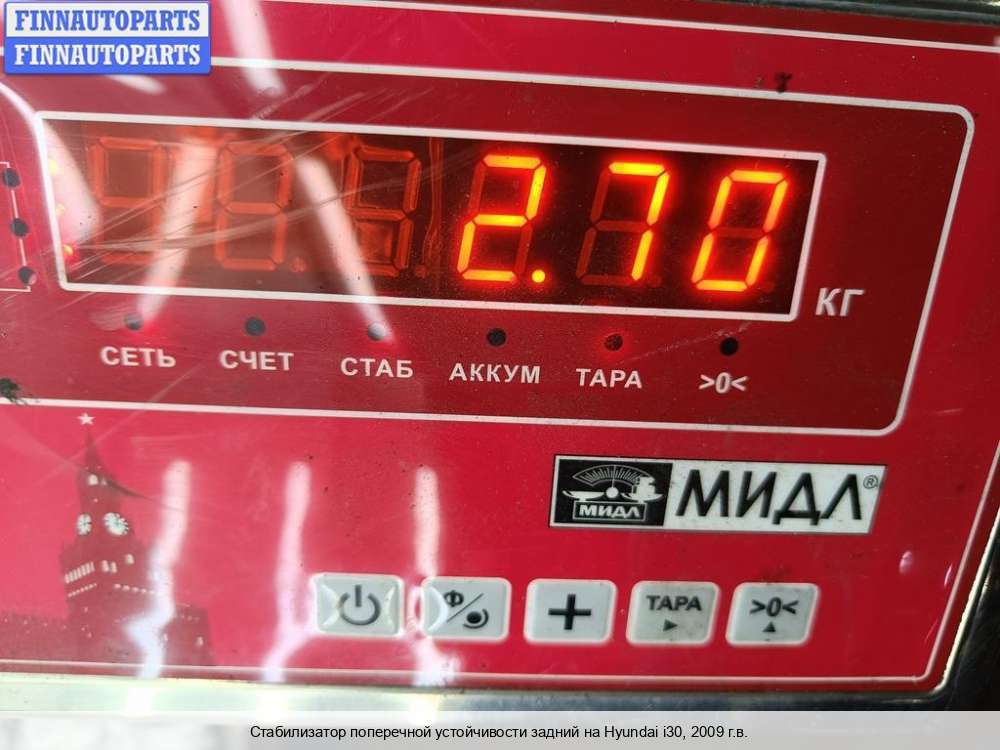 FINNAUTOPARTS
FINNAUTOPARTS
2.70
КГ
СЕТЬ СЧЕТ СТАБ АККУМ ТАРА >0<
МИДЛ МИДЛ®
Ф ТАРА >0<
Стабилизатор поперечной устойчивости задний на Hyundai i30, 2009 г.в.